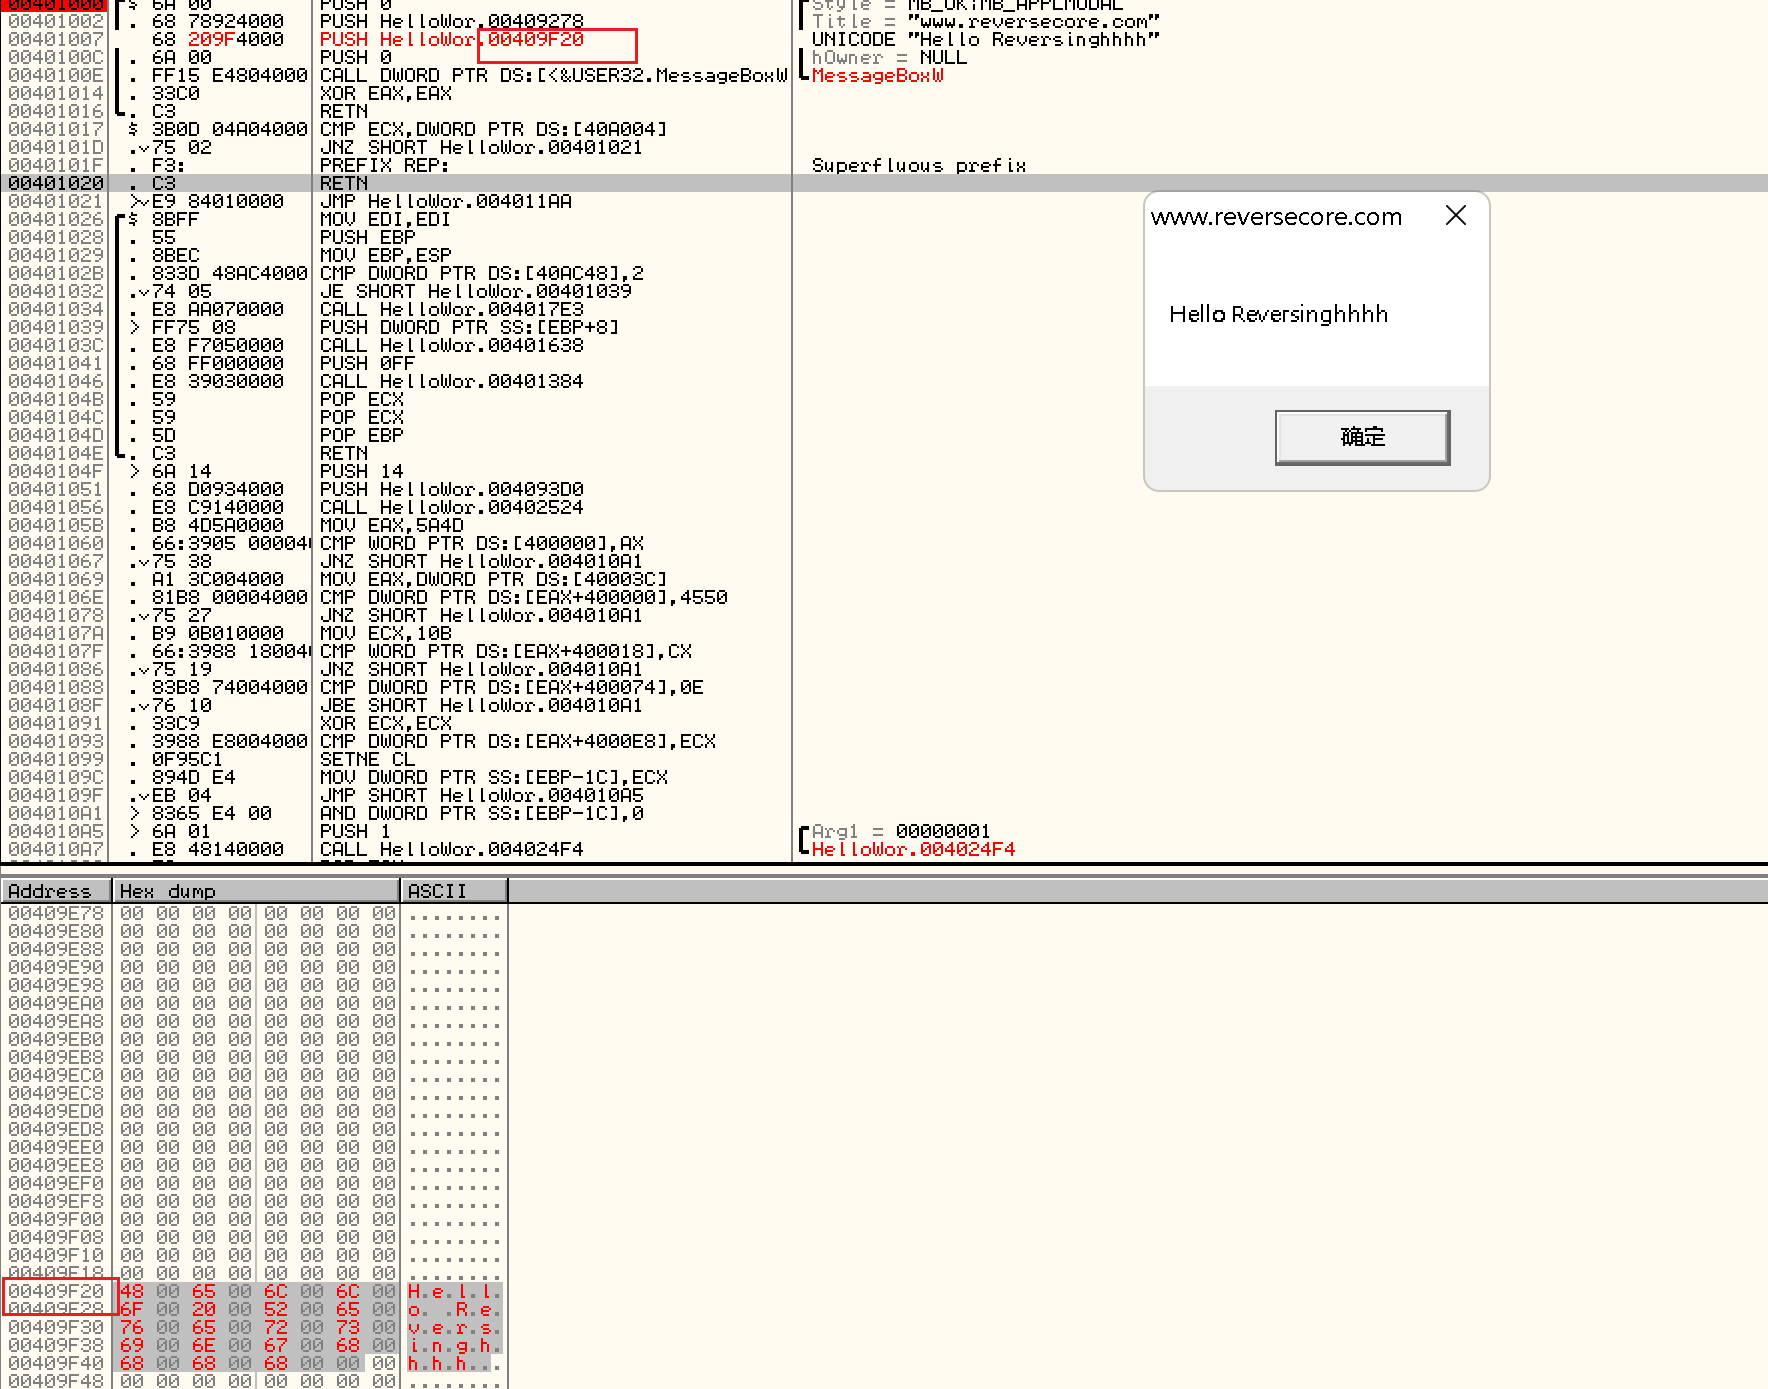 00401000 $ 6A 00 PUSH 0 Style = MB_OK|MB_APPLMODAL
00401002 . 68 78924000 PUSH HelloWor.00409278 Title = "www.reversecore.com"
00401007 68 209F4000 PUSH HelloWor.00409F20 UNICODE "Hello Reversinghhhh"
0040100C . 6A 00 PUSH 0 hOwner = NULL
0040100E . FF15 E4804000 CALL DWORD PTR DS:[<&USER32.MessageBoxW MessageBoxW
00401014 . 33C0 XOR EAX,EAX
00401016 . C3 RETN
00401017 $ 3B0D 04A04000 CMP ECX,DWORD PTR DS:[40A004]
0040101D .v75 02 JNZ SHORT HelloWor.00401021
0040101F . F3: PREFIX REP: Superfluous prefix
00401020 . C3 RETN
00401021 >vE9 84010000 JMP HelloWor.004011AA
00401026 $ 8BFF MOV EDI,EDI
00401028 . 55 PUSH EBP
00401029 . 8BEC MOV EBP,ESP
0040102B . 833D 48AC4000 CMP DWORD PTR DS:[40AC48],2
00401032 .v74 05 JE SHORT HelloWor.00401039
00401034 . E8 AA070000 CALL HelloWor.004017E3
00401039 > FF75 08 PUSH DWORD PTR SS:[EBP+8]
0040103C . E8 F7050000 CALL HelloWor.00401638
00401041 . 68 FF000000 PUSH 0FF
00401046 . E8 39030000 CALL HelloWor.00401384
0040104B . 59 POP ECX
0040104C . 59 POP ECX
0040104D . 5D POP EBP
0040104E . C3 RETN
0040104F > 6A 14 PUSH 14
00401051 . 68 D0934000 PUSH HelloWor.004093D0
00401056 . E8 C9140000 CALL HelloWor.00402524
0040105B . B8 4D5A0000 MOV EAX,5A4D
00401060 . 66:3905 00004 CMP WORD PTR DS:[400000],AX
00401067 .v75 38 JNZ SHORT HelloWor.004010A1
00401069 . A1 3C004000 MOV EAX,DWORD PTR DS:[40003C]
0040106E . 81B8 00004000 CMP DWORD PTR DS:[EAX+400000],4550
00401078 .v75 27 JNZ SHORT HelloWor.004010A1
0040107A . B9 0B010000 MOV ECX,10B
0040107F . 66:3988 18004 CMP WORD PTR DS:[EAX+400018],CX
00401086 .v75 19 JNZ SHORT HelloWor.004010A1
00401088 . 83B8 74004000 CMP DWORD PTR DS:[EAX+400074],0E
0040108F .v76 10 JBE SHORT HelloWor.004010A1
00401091 . 33C9 XOR ECX,ECX
00401093 . 3988 E8004000 CMP DWORD PTR DS:[EAX+4000E8],ECX
00401099 . 0F95C1 SETNE CL
0040109C . 894D E4 MOV DWORD PTR SS:[EBP-1C],ECX
0040109F .vEB 04 JMP SHORT HelloWor.004010A5
004010A1 > 8365 E4 00 AND DWORD PTR SS:[EBP-1C],0
004010A5 > 6A 01 PUSH 1 Arg1 = 00000001
004010A7 . E8 48140000 CALL HelloWor.004024F4 HelloWor.004024F4
www.reversecore.com
Hello Reversinghhhh
确定
Address Hex dump ASCII
00409E78 00 00 00 00 00 00 00 00 ........
00409E80 00 00 00 00 00 00 00 00 ........
00409E88 00 00 00 00 00 00 00 00 ........
00409E90 00 00 00 00 00 00 00 00 ........
00409E98 00 00 00 00 00 00 00 00 ........
00409EA0 00 00 00 00 00 00 00 00 ........
00409EA8 00 00 00 00 00 00 00 00 ........
00409EB0 00 00 00 00 00 00 00 00 ........
00409EB8 00 00 00 00 00 00 00 00 ........
00409EC0 00 00 00 00 00 00 00 00 ........
00409EC8 00 00 00 00 00 00 00 00 ........
00409ED0 00 00 00 00 00 00 00 00 ........
00409ED8 00 00 00 00 00 00 00 00 ........
00409EE0 00 00 00 00 00 00 00 00 ........
00409EE8 00 00 00 00 00 00 00 00 ........
00409EF0 00 00 00 00 00 00 00 00 ........
00409EF8 00 00 00 00 00 00 00 00 ........
00409F00 00 00 00 00 00 00 00 00 ........
00409F08 00 00 00 00 00 00 00 00 ........
00409F10 00 00 00 00 00 00 00 00 ........
00409F18 00 00 00 00 00 00 00 00 ........
00409F20 48 00 65 00 6C 00 6C 00 H.e.l.l.
00409F28 6F 00 20 00 52 00 65 00 o. .R.e.
00409F30 76 00 65 00 72 00 73 00 v.e.r.s.
00409F38 69 00 6E 00 67 00 68 00 i.n.g.h.
00409F40 68 00 68 00 68 00 00 00 h.h.h...
00409F48 00 00 00 00 00 00 00 00 ........